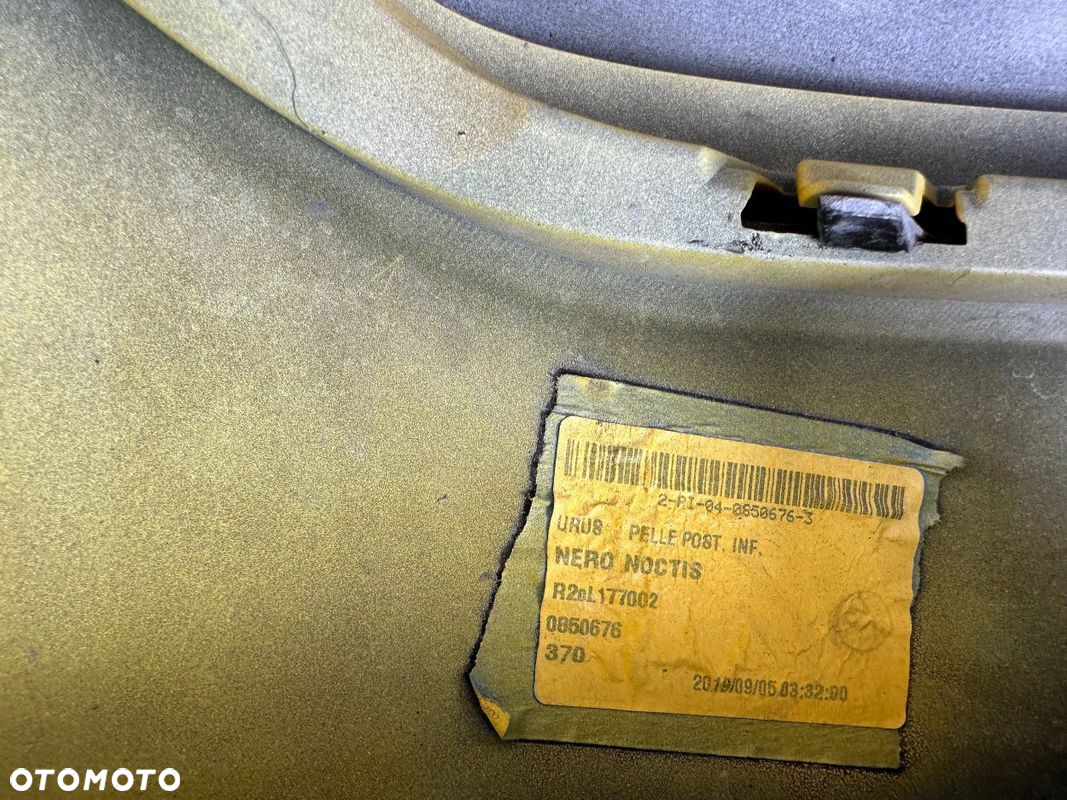 2-PI-04-0850676-3
URUS PELLE POST. INF.
NERO NOCTIS
0850676
370
2019/09/05 03:32:00
OTOMOTO